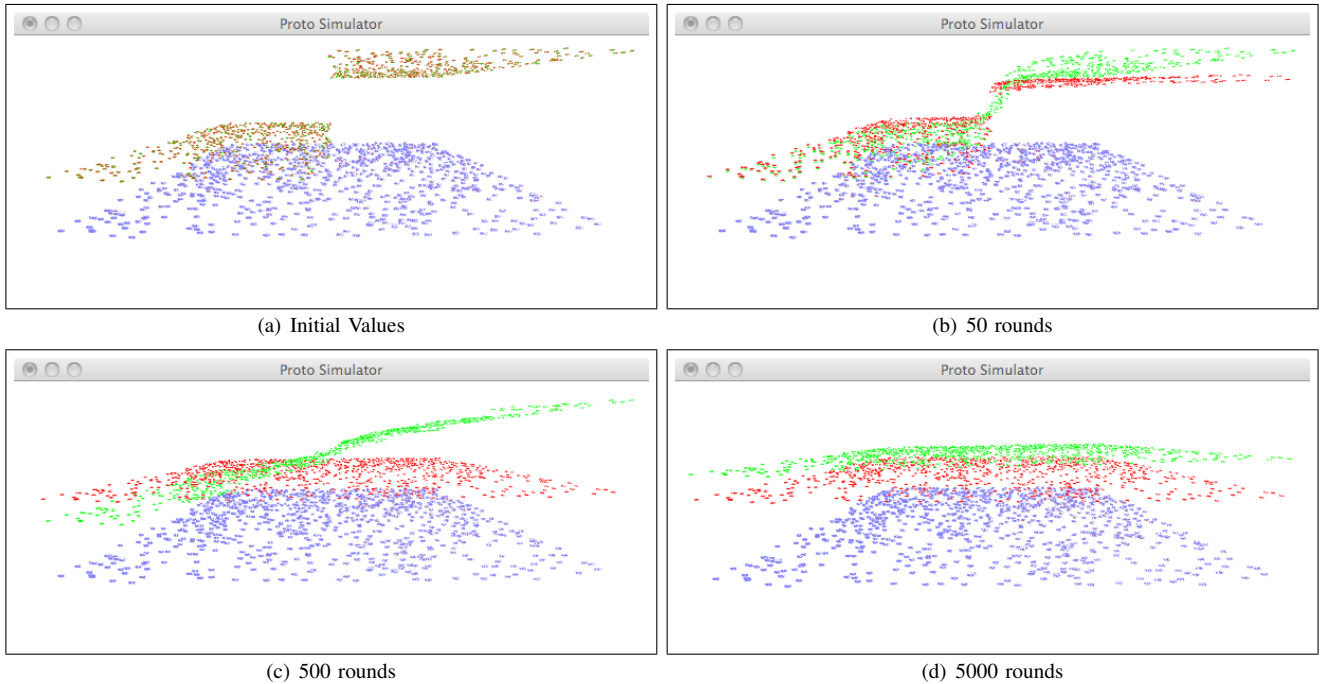 Proto Simulator
Proto Simulator
(a) Initial Values
(b) 50 rounds
Proto Simulator
Proto Simulator
(c) 500 rounds
(d) 5000 rounds